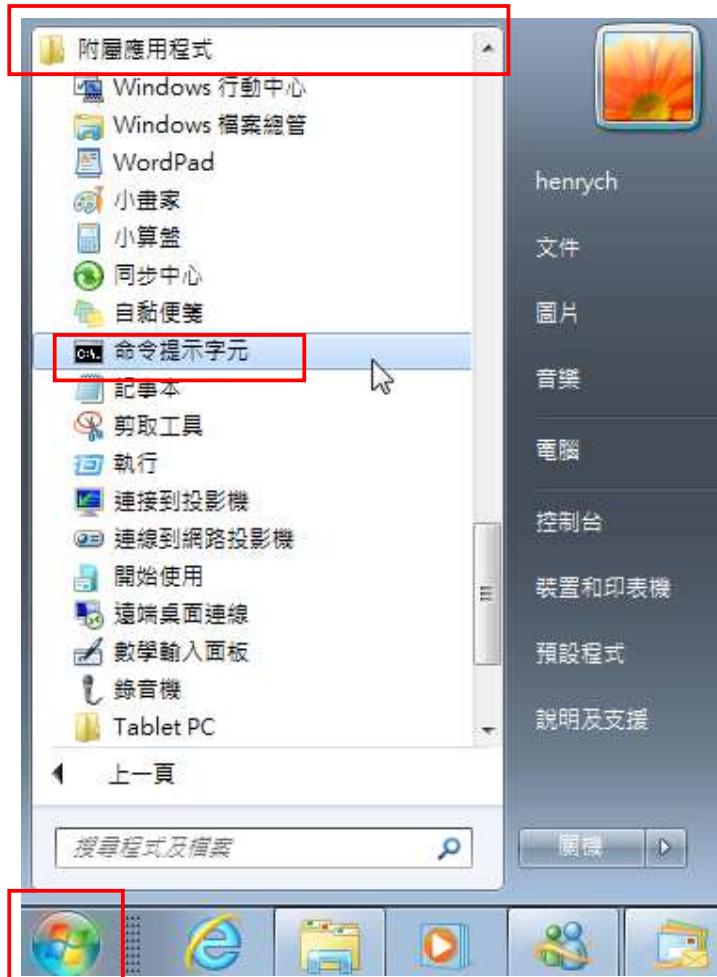 附屬應用程式
Windows 行動中心
Windows 檔案總管
WordPad
小畫家
小算盤
同步中心
自黏便箋
命令提示字元
記事本
剪取工具
執行
連接到投影機
連線到網路投影機
開始使用
遠端桌面連線
數學輸入面板
錄音機
Tablet PC
上一頁
搜尋程式及檔案
henrych
文件
圖片
音樂
電腦
控制台
裝置和印表機
預設程式
說明及支援
關機